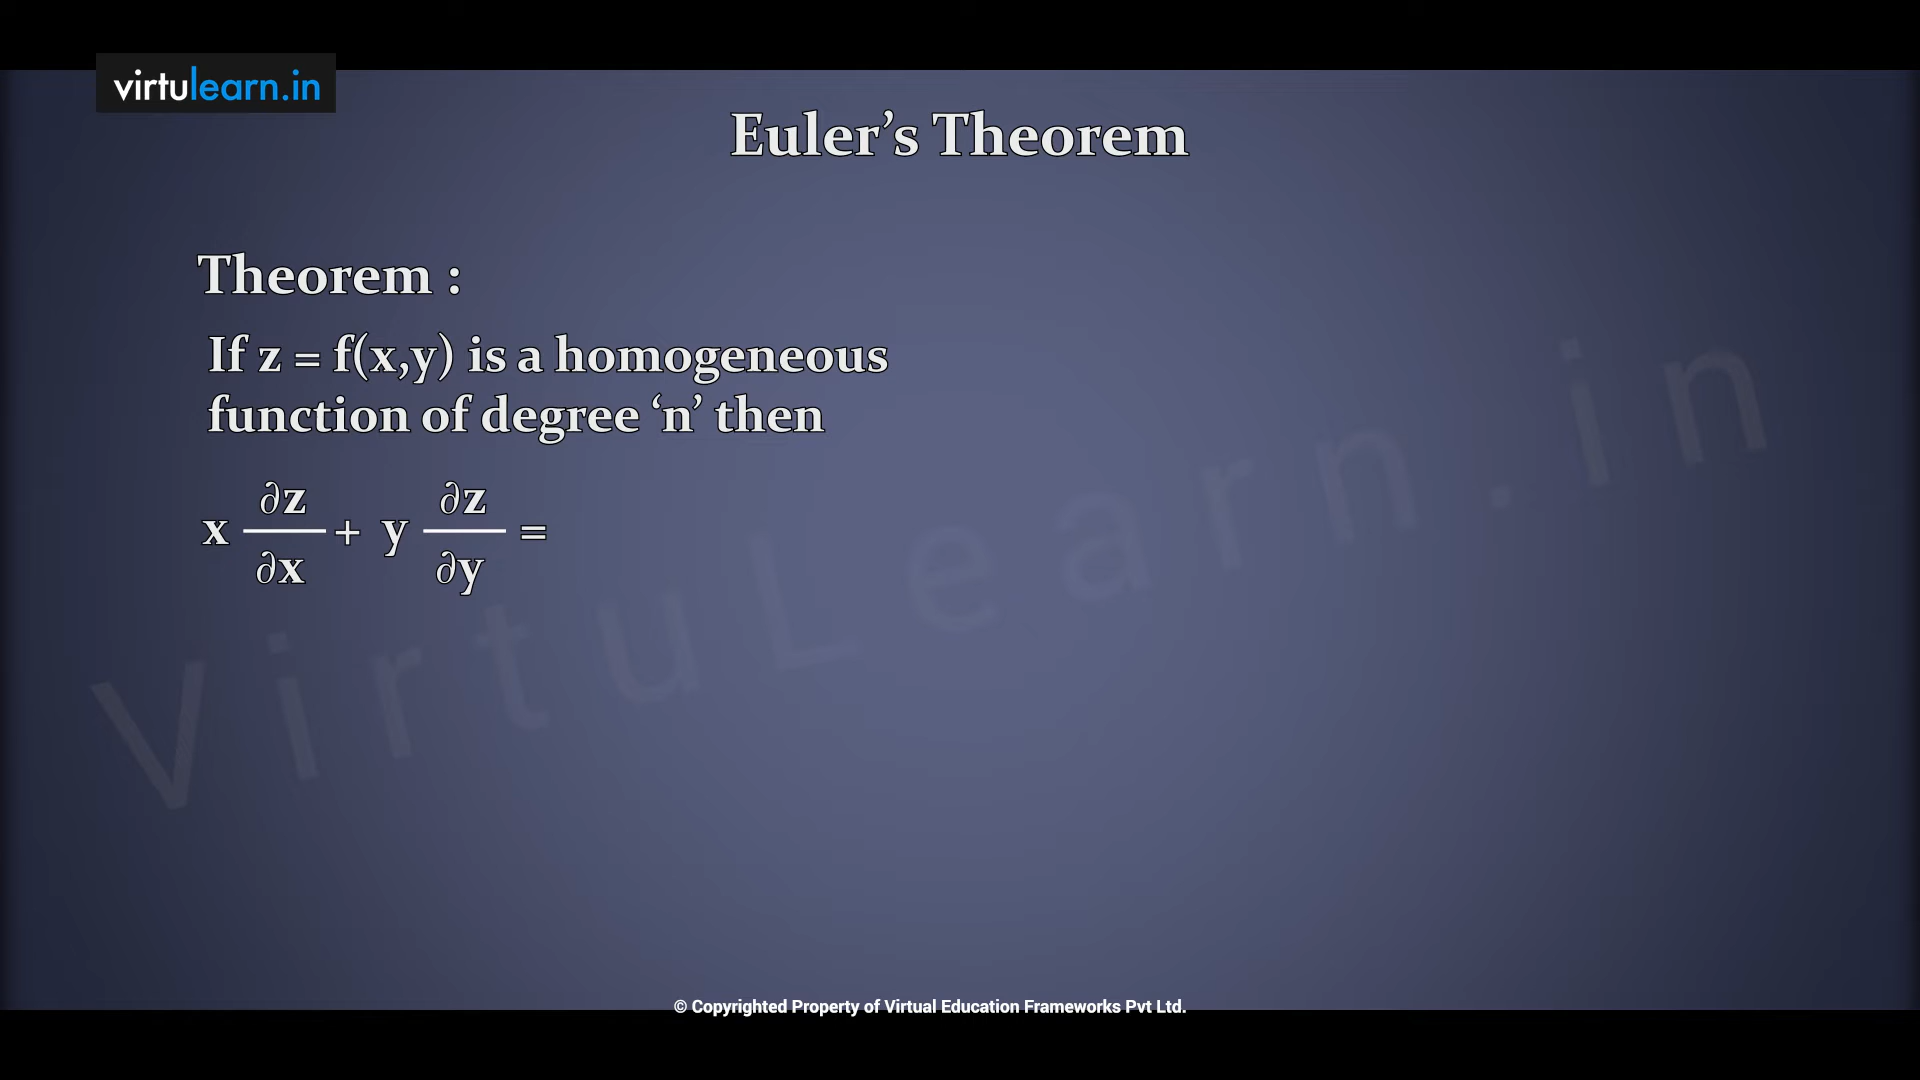 virtulearn.in
Euler’s Theorem
Theorem :
If z = f(x,y) is a homogeneous
function of degree ‘n’ then
x ∂z/∂x + y ∂z/∂y =
VirtuLearn.in
© Copyrighted Property of Virtual Education Frameworks Pvt Ltd.